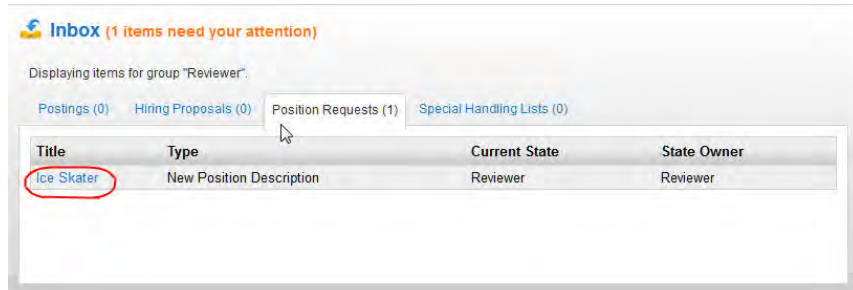 Inbox (1 items need your attention)
Displaying items for group "Reviewer".
Postings (0) Hiring Proposals (0) Position Requests (1) Special Handling Lists (0)
Title Type Current State State Owner
Ice Skater New Position Description Reviewer Reviewer